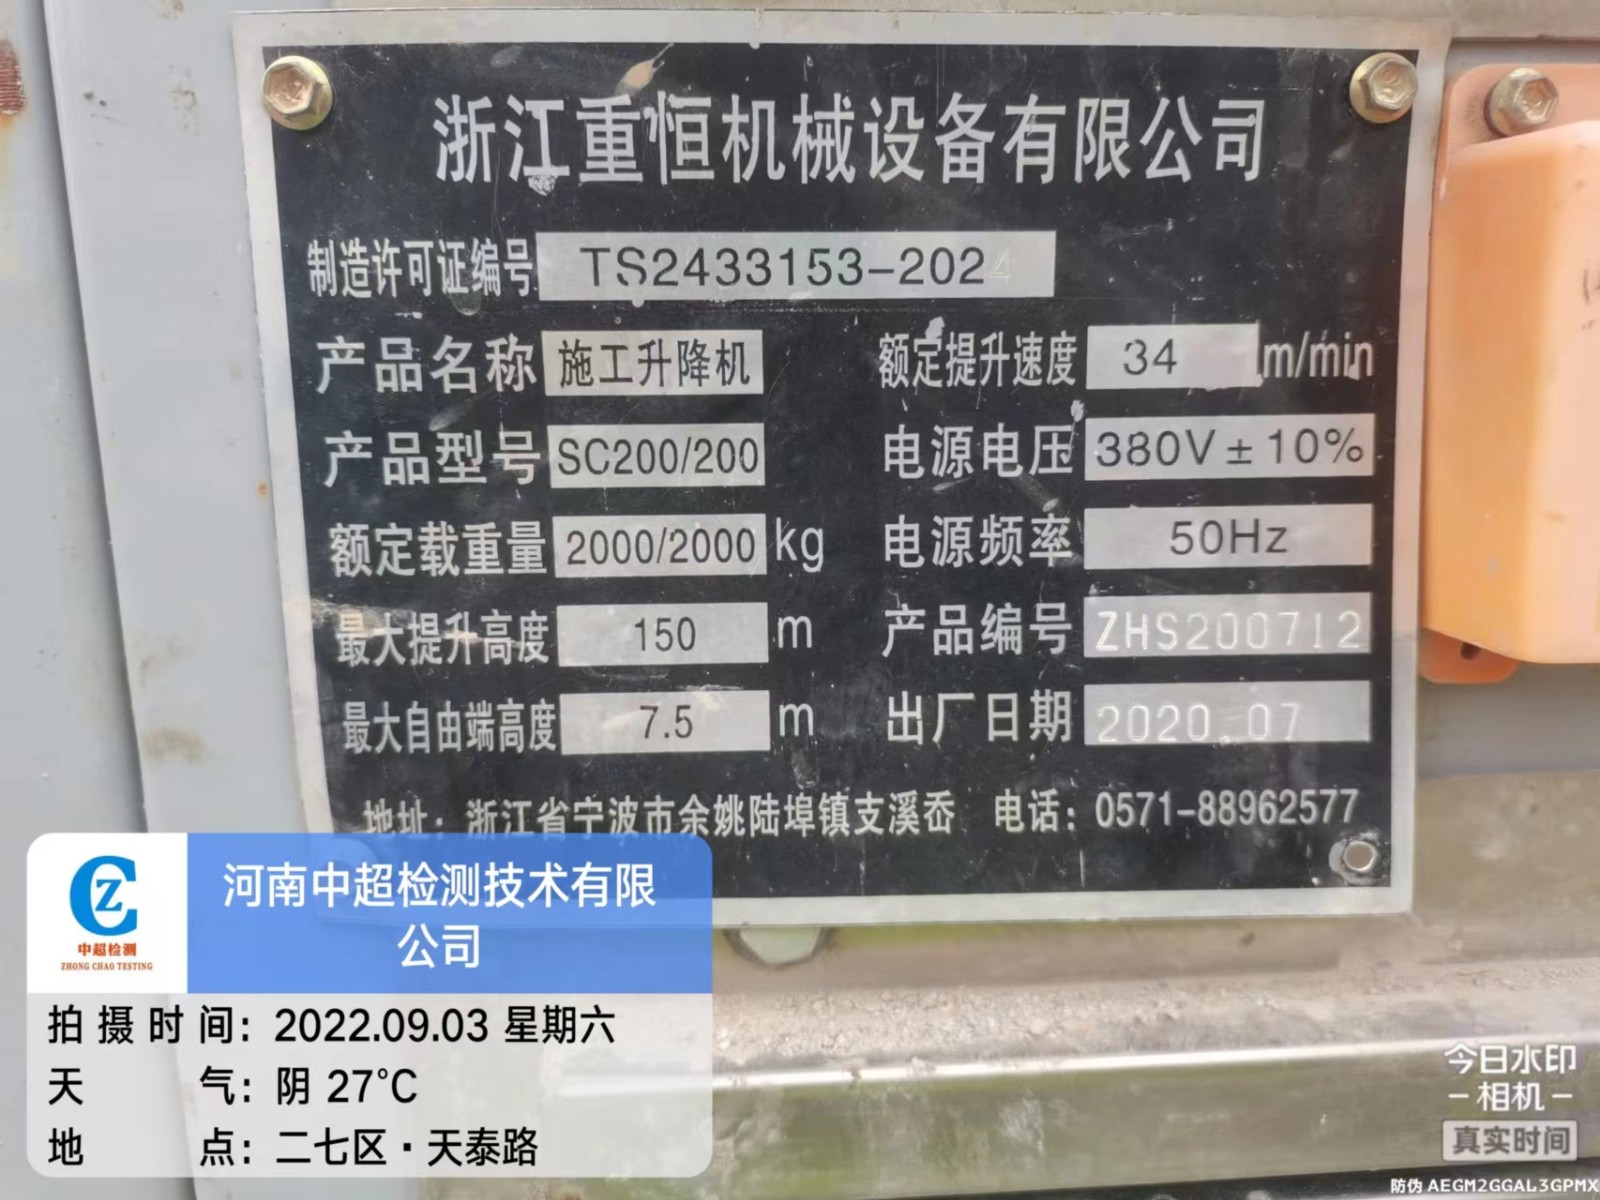 浙江重恒机械设备有限公司
制造许可证编号 TS2433153-2024
产品名称 施工升降机 额定提升速度 34 m/min
产品型号 SC200/200 电源电压 380V±10%
额定载重量 2000/2000 kg 电源频率 50Hz
最大提升高度 150 m 产品编号 ZHS200712
最大自由端高度 7.5 m 出厂日期 2020.07
地址：浙江省宁波市余姚陆埠镇支溪岙 电话：0571-88962577
中超检测
ZHONG CHAO TESTING
河南中超检测技术有限
公司
拍摄时间：2022.09.03 星期六
天气：阴 27℃
地点：二七区·天泰路
今日水印
相机
真实时间
防伪 AEGM2GGAL3GPMX